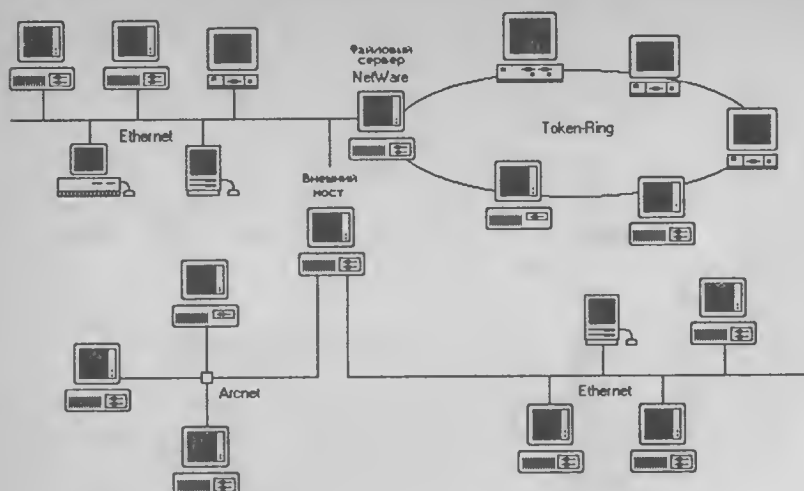 Файловый
сервер
NetWare
Ethernet
Token-Ring
Внешний
мост
Arcnet
Ethernet